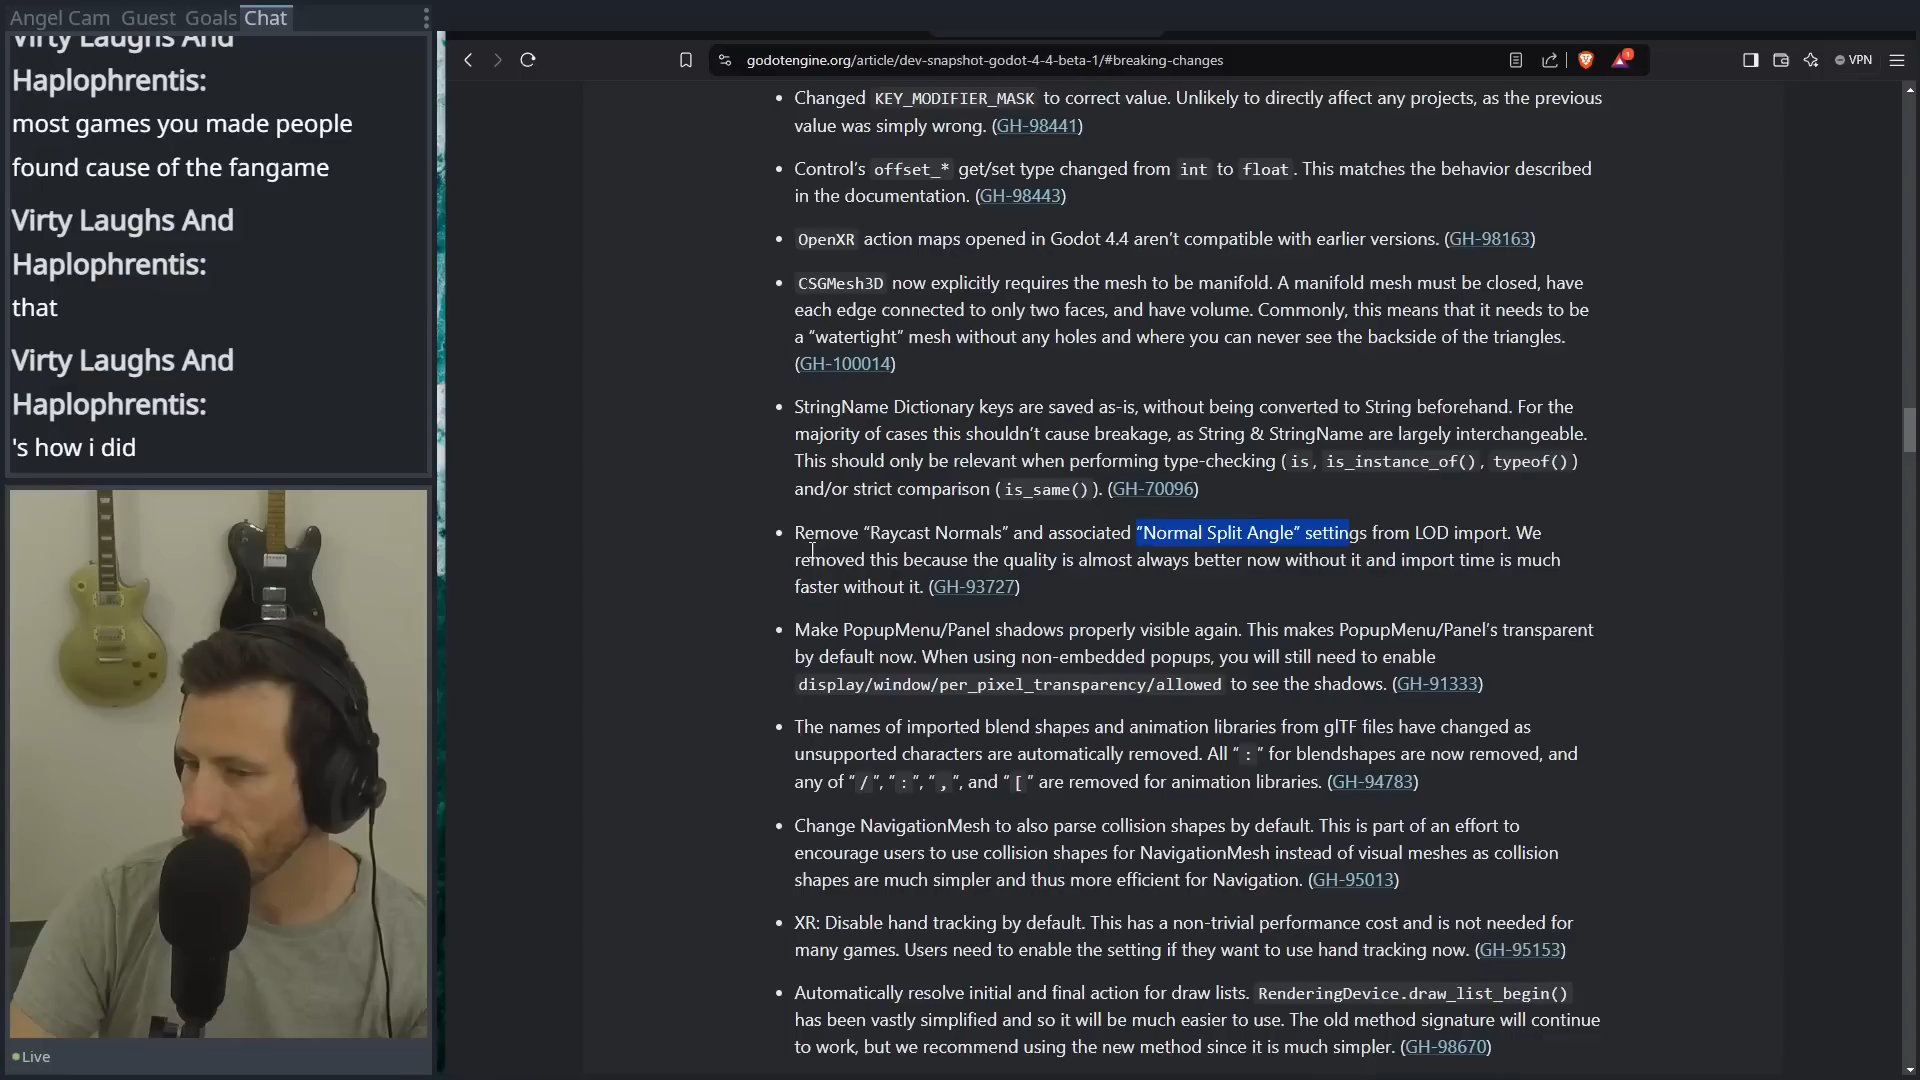 Angel Cam Guest Goals Chat
Virty Laughs And
Haplophrentis:
most games you made people
found cause of the fangame
Virty Laughs And
Haplophrentis:
that
Virty Laughs And
Haplophrentis:
's how i did
Live
godotengine.org/article/dev-snapshot-godot-4-4-beta-1/#breaking-changes
1
VPN
• Changed KEY_MODIFIER_MASK to correct value. Unlikely to directly affect any projects, as the previous
value was simply wrong. (GH-98441)
• Control's offset_* get/set type changed from int to float. This matches the behavior described
in the documentation. (GH-98443)
• OpenXR action maps opened in Godot 4.4 aren't compatible with earlier versions. (GH-98163)
• CSGMesh3D now explicitly requires the mesh to be manifold. A manifold mesh must be closed, have
each edge connected to only two faces, and have volume. Commonly, this means that it needs to be
a “watertight” mesh without any holes and where you can never see the backside of the triangles.
(GH-100014)
• StringName Dictionary keys are saved as-is, without being converted to String beforehand. For the
majority of cases this shouldn't cause breakage, as String & StringName are largely interchangeable.
This should only be relevant when performing type-checking (is, is_instance_of(), typeof())
and/or strict comparison (is_same()). (GH-70096)
• Remove “Raycast Normals” and associated “Normal Split Angle” settings from LOD import. We
removed this because the quality is almost always better now without it and import time is much
faster without it. (GH-93727)
• Make PopupMenu/Panel shadows properly visible again. This makes PopupMenu/Panel's transparent
by default now. When using non-embedded popups, you will still need to enable
display/window/per_pixel_transparency/allowed to see the shadows. (GH-91333)
• The names of imported blend shapes and animation libraries from glTF files have changed as
unsupported characters are automatically removed. All “:” for blendshapes are now removed, and
any of “/”, “:”, “,”, and “[” are removed for animation libraries. (GH-94783)
• Change NavigationMesh to also parse collision shapes by default. This is part of an effort to
encourage users to use collision shapes for NavigationMesh instead of visual meshes as collision
shapes are much simpler and thus more efficient for Navigation. (GH-95013)
• XR: Disable hand tracking by default. This has a non-trivial performance cost and is not needed for
many games. Users need to enable the setting if they want to use hand tracking now. (GH-95153)
• Automatically resolve initial and final action for draw lists. RenderingDevice.draw_list_begin()
has been vastly simplified and so it will be much easier to use. The old method signature will continue
to work, but we recommend using the new method since it is much simpler. (GH-98670)